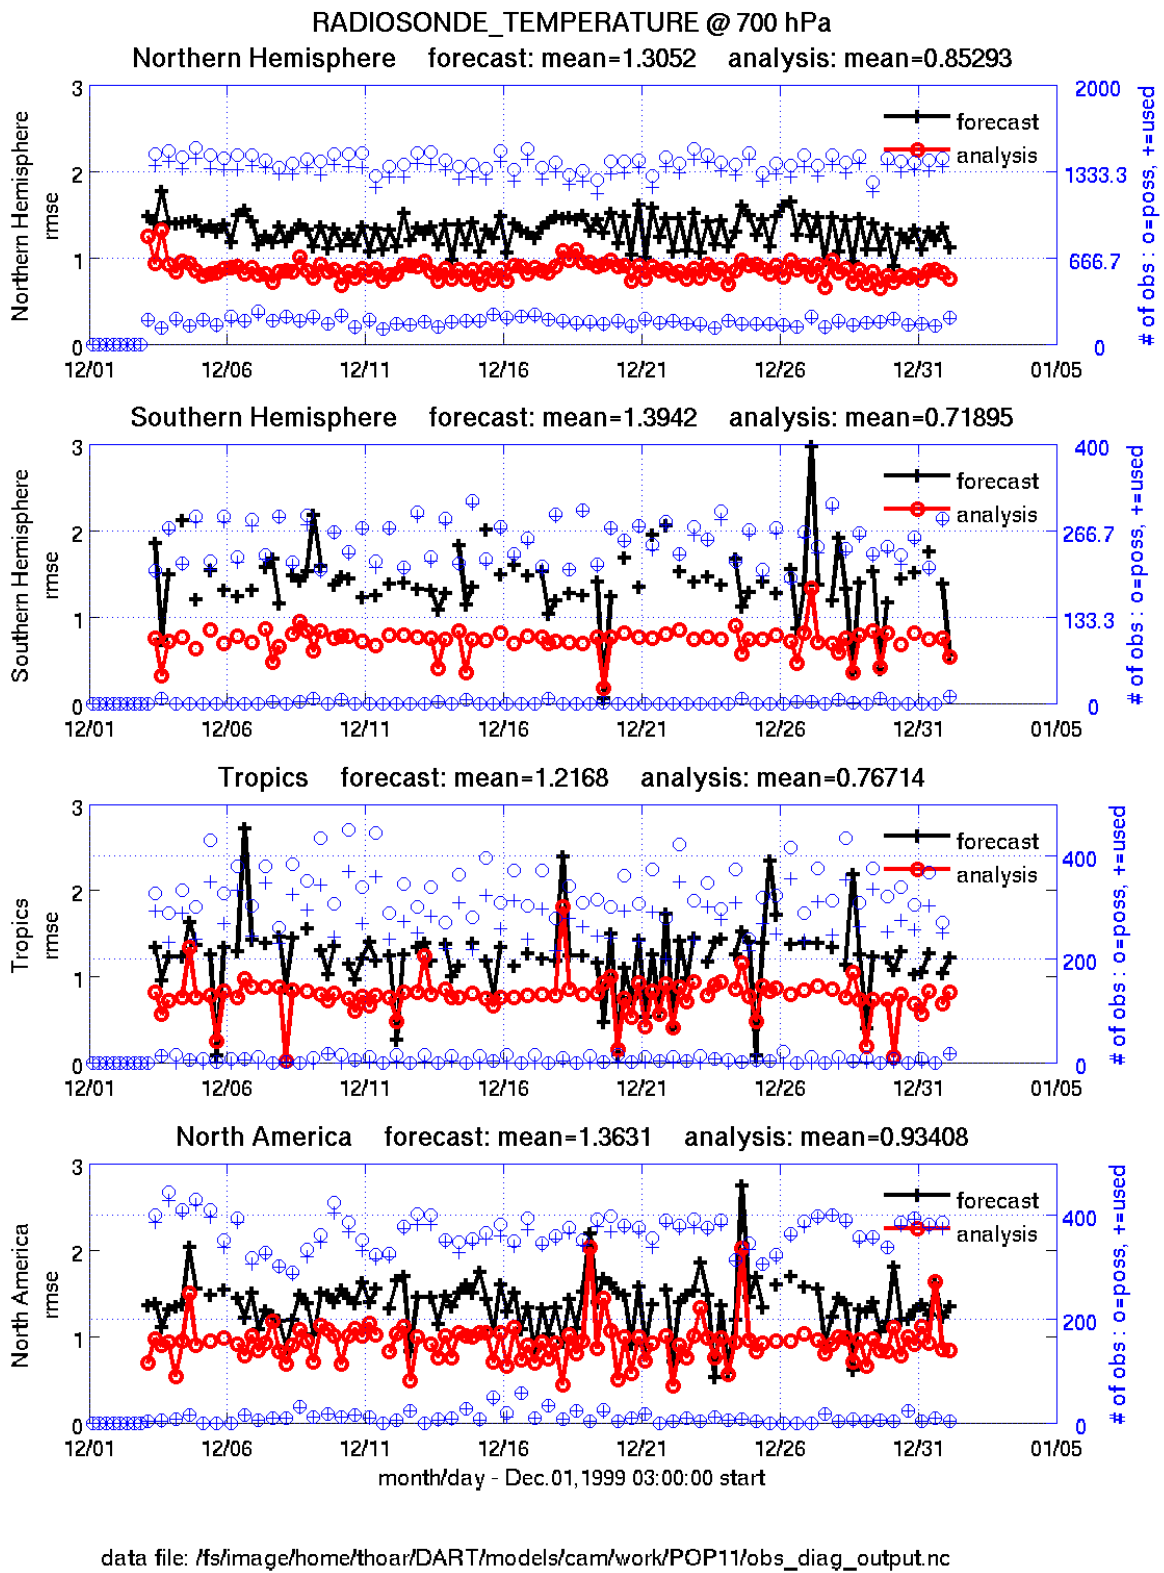 RADIOSONDE_TEMPERATURE @ 700 hPa
Northern Hemisphere forecast: mean=1.3052 analysis: mean=0.85293
3
2
1
0
2000
1333.3
666.7
0
Northern Hemisphere
rmse
# of obs : o=poss, +=used
forecast
analysis
12/01 12/06 12/11 12/16 12/21 12/26 12/31 01/05
Southern Hemisphere forecast: mean=1.3942 analysis: mean=0.71895
3
2
1
0
400
266.7
133.3
0
Southern Hemisphere
rmse
# of obs : o=poss, +=used
forecast
analysis
12/01 12/06 12/11 12/16 12/21 12/26 12/31 01/05
Tropics forecast: mean=1.2168 analysis: mean=0.76714
3
2
1
0
400
200
0
Tropics
rmse
# of obs : o=poss, +=used
forecast
analysis
12/01 12/06 12/11 12/16 12/21 12/26 12/31 01/05
North America forecast: mean=1.3631 analysis: mean=0.93408
3
2
1
0
400
200
0
North America
rmse
# of obs : o=poss, +=used
forecast
analysis
12/01 12/06 12/11 12/16 12/21 12/26 12/31 01/05
month/day - Dec.01,1999 03:00:00 start
data file: /fs/image/home/thoar/DART/models/cam/work/POP11/obs_diag_output.nc